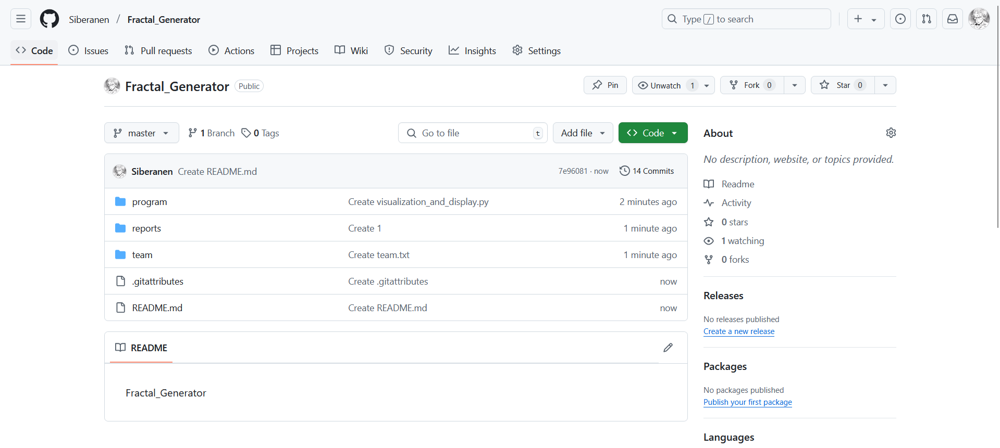 Siberanen / Fractal_Generator
Type / to search
Code Issues Pull requests Actions Projects Wiki Security Insights Settings
Fractal_Generator Public
Pin Unwatch 1 Fork 0 Star 0
master 1 Branch 0 Tags Go to file t Add file Code
Siberanen Create README.md 7e96081 · now 14 Commits
program Create visualization_and_display.py 2 minutes ago
reports Create 1 1 minute ago
team Create team.txt 1 minute ago
.gitattributes Create .gitattributes now
README.md Create README.md now
README
Fractal_Generator
About
No description, website, or topics provided.
Readme
Activity
0 stars
1 watching
0 forks
Releases
No releases published
Create a new release
Packages
No packages published
Publish your first package
Languages